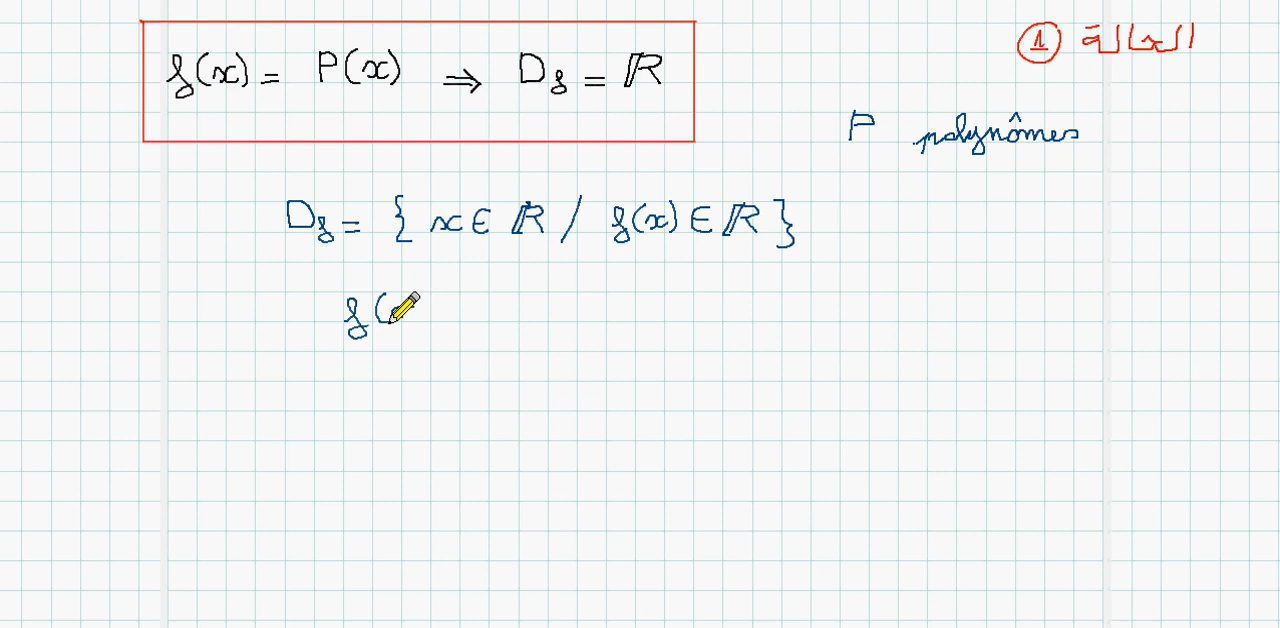 f(x) = P(x) ⇒ D_f = ℝ
الحالة ①
P polynômes
D_f = { x ∈ ℝ / f(x) ∈ ℝ }
f(